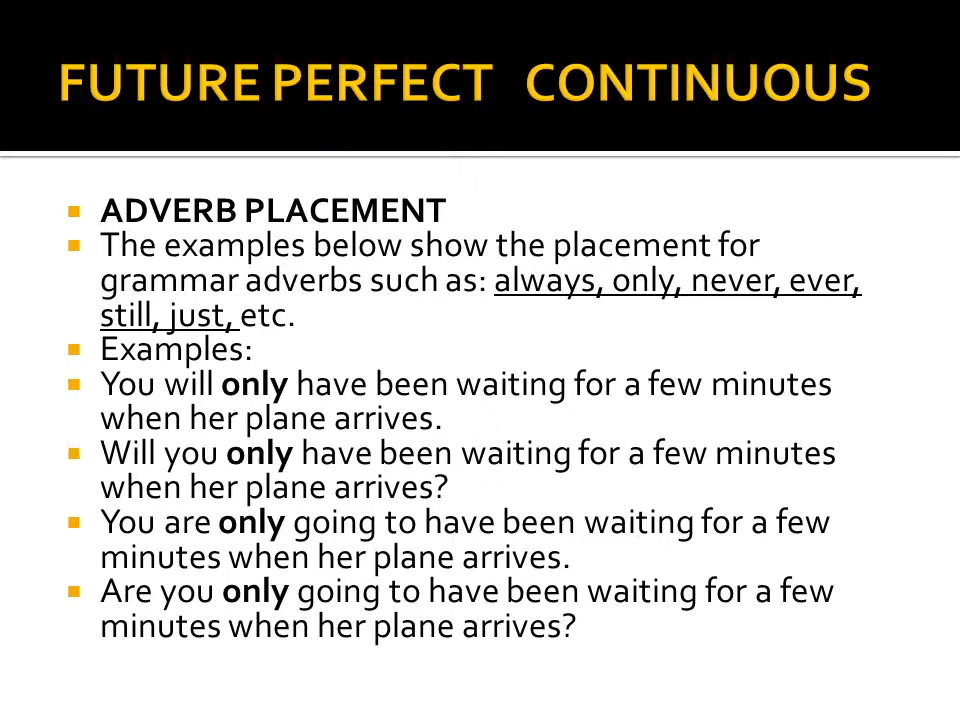 FUTURE PERFECT CONTINUOUS
ADVERB PLACEMENT
The examples below show the placement for
grammar adverbs such as: always, only, never, ever,
still, just, etc.
Examples:
You will only have been waiting for a few minutes
when her plane arrives.
Will you only have been waiting for a few minutes
when her plane arrives?
You are only going to have been waiting for a few
minutes when her plane arrives.
Are you only going to have been waiting for a few
minutes when her plane arrives?